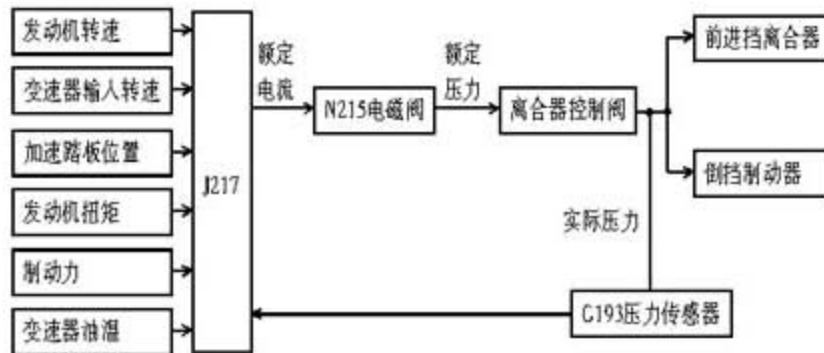 发动机转速
变速器输入转速
加速踏板位置
发动机扭矩
制动力
变速器油温
J217
额定
电流
N215电磁阀
额定
压力
离合器控制阀
前进挡离合器
倒挡制动器
实际压力
G193压力传感器